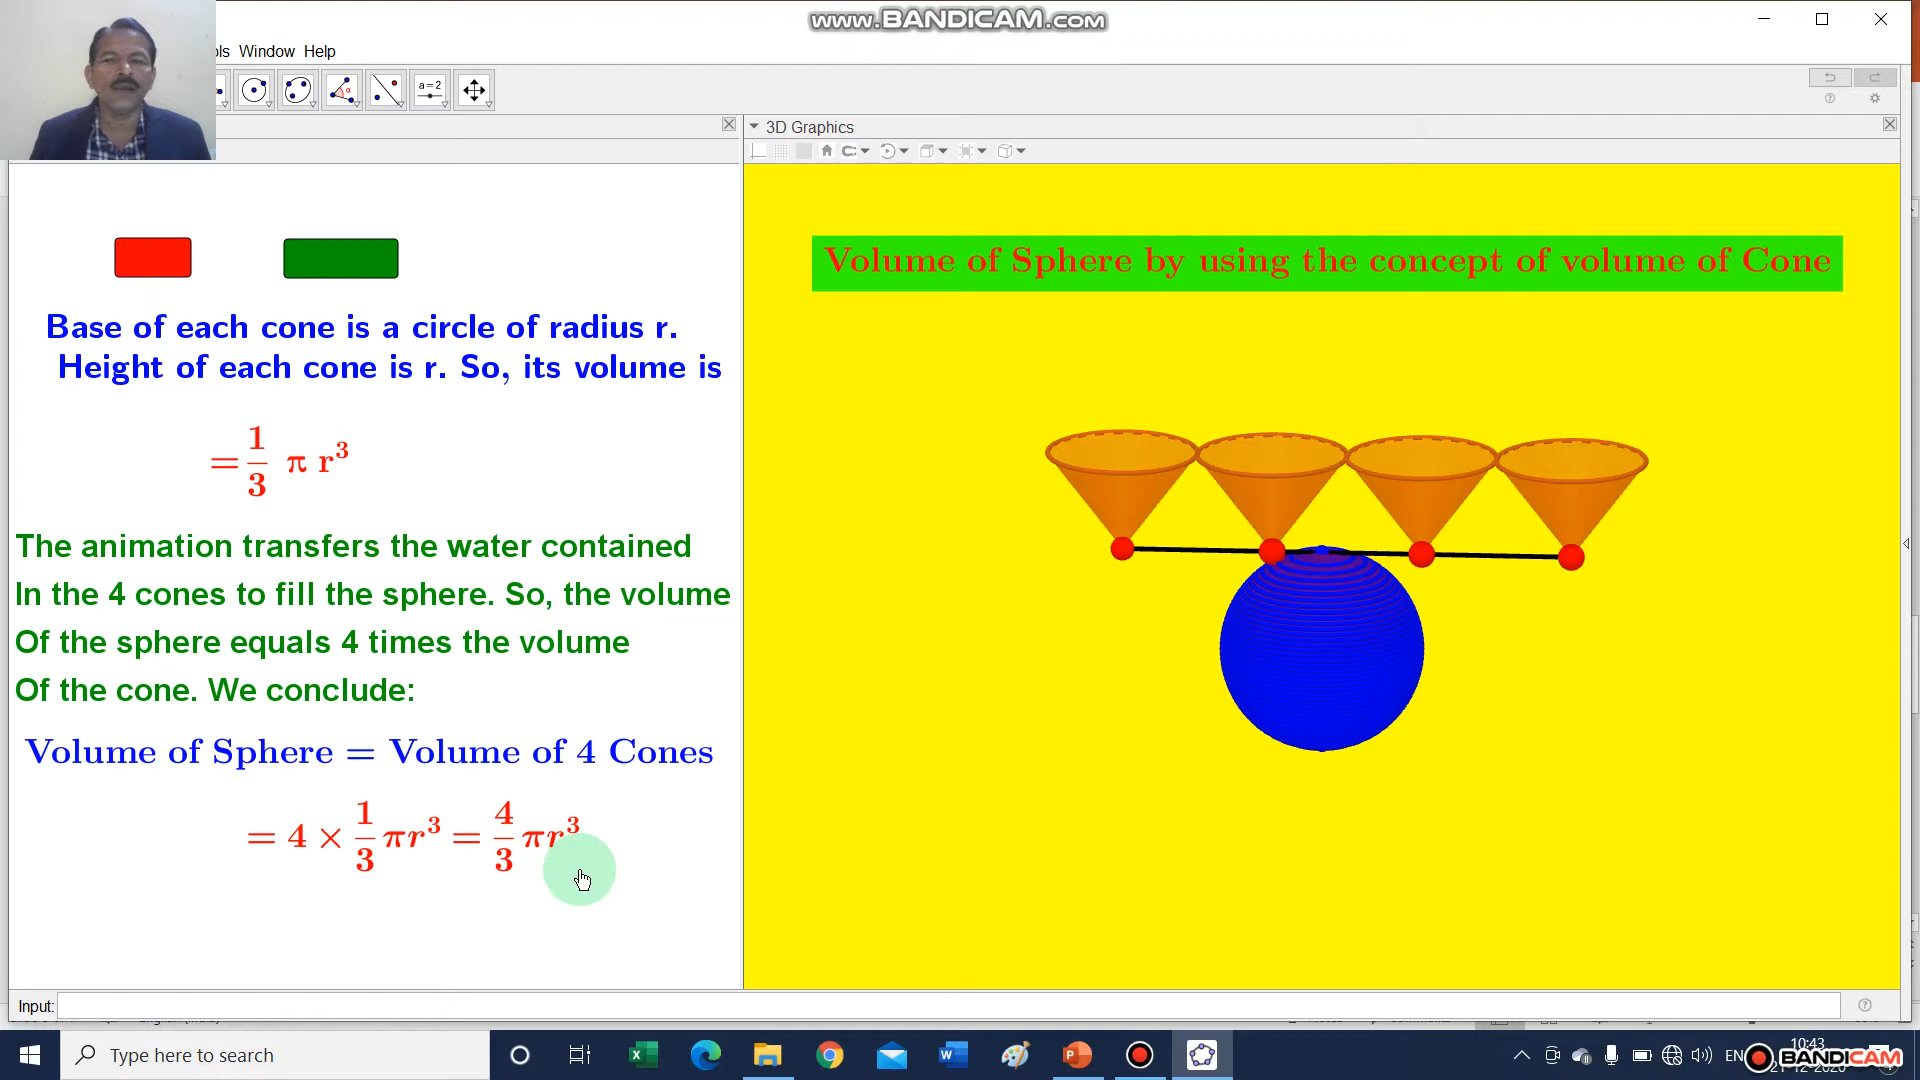 www.BANDICAM.com
Window Help
a=2
3D Graphics
Volume of Sphere by using the concept of volume of Cone
Base of each cone is a circle of radius r.
Height of each cone is r. So, its volume is
= 1/3 π r³
The animation transfers the water contained
In the 4 cones to fill the sphere. So, the volume
Of the sphere equals 4 times the volume
Of the cone. We conclude:
Volume of Sphere = Volume of 4 Cones
= 4 × 1/3 πr³ = 4/3 πr³
Input:
Type here to search
10:43
BANDICAM